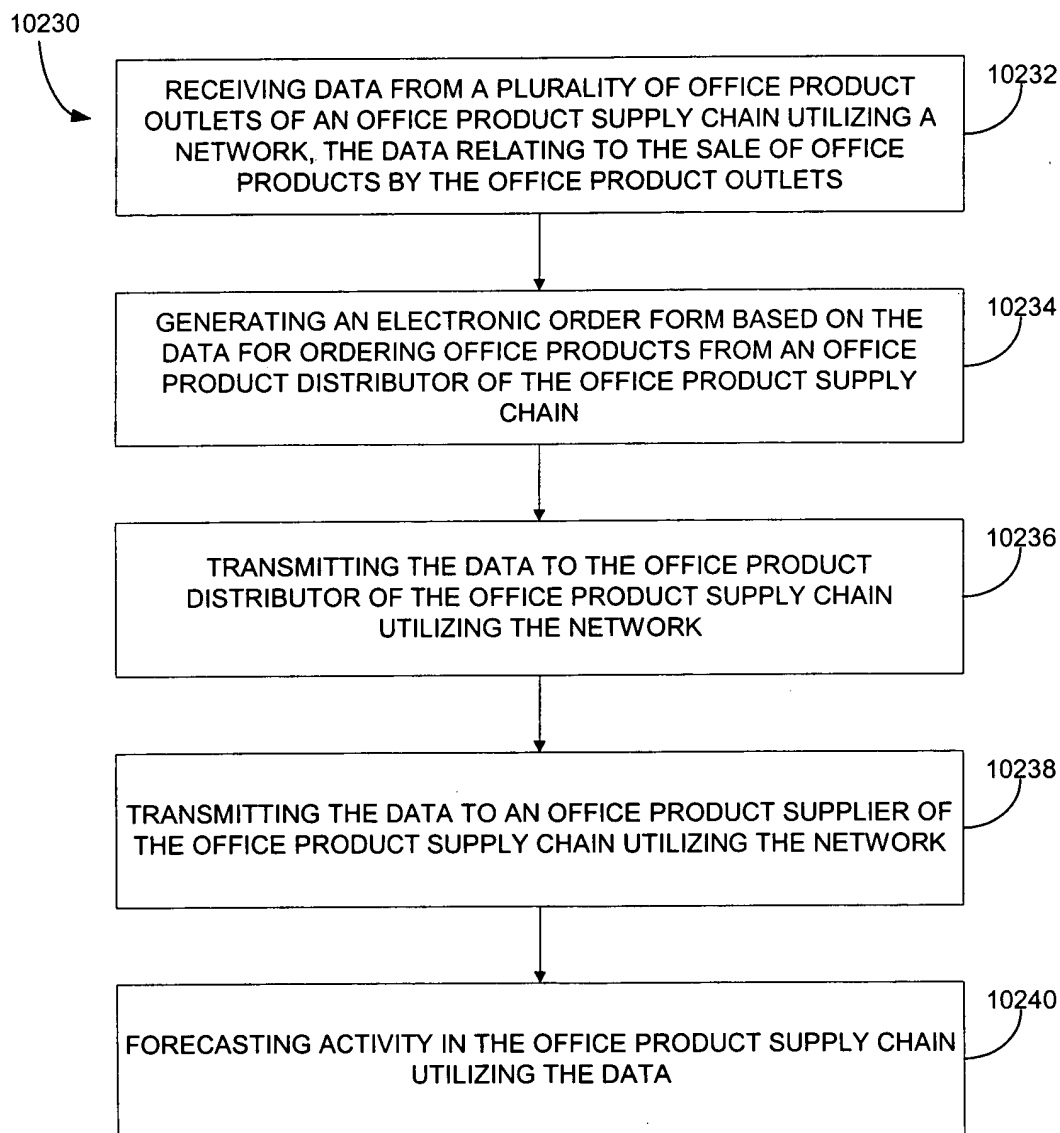 10230
10232
RECEIVING DATA FROM A PLURALITY OF OFFICE PRODUCT
OUTLETS OF AN OFFICE PRODUCT SUPPLY CHAIN UTILIZING A
NETWORK, THE DATA RELATING TO THE SALE OF OFFICE
PRODUCTS BY THE OFFICE PRODUCT OUTLETS
10234
GENERATING AN ELECTRONIC ORDER FORM BASED ON THE
DATA FOR ORDERING OFFICE PRODUCTS FROM AN OFFICE
PRODUCT DISTRIBUTOR OF THE OFFICE PRODUCT SUPPLY
CHAIN
10236
TRANSMITTING THE DATA TO THE OFFICE PRODUCT
DISTRIBUTOR OF THE OFFICE PRODUCT SUPPLY CHAIN
UTILIZING THE NETWORK
10238
TRANSMITTING THE DATA TO AN OFFICE PRODUCT SUPPLIER OF
THE OFFICE PRODUCT SUPPLY CHAIN UTILIZING THE NETWORK
10240
FORECASTING ACTIVITY IN THE OFFICE PRODUCT SUPPLY CHAIN
UTILIZING THE DATA